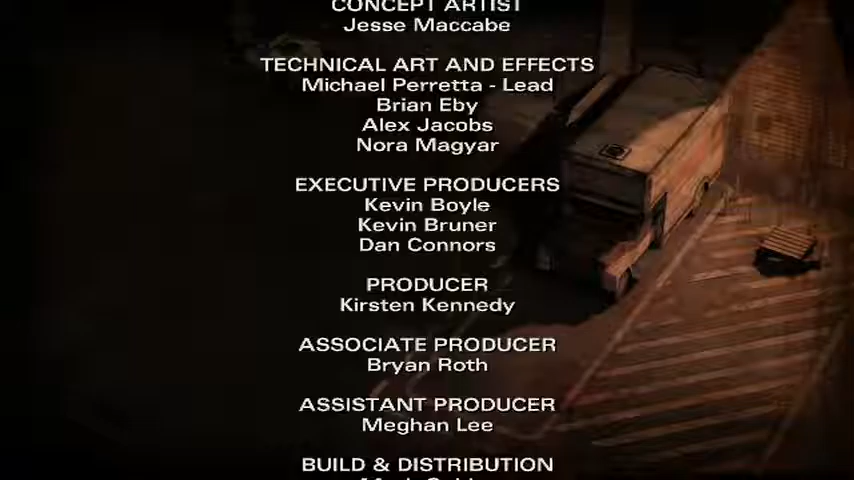 CONCEPT ARTIST
Jesse Maccabe
TECHNICAL ART AND EFFECTS
Michael Perretta - Lead
Brian Eby
Alex Jacobs
Nora Magyar
EXECUTIVE PRODUCERS
Kevin Boyle
Kevin Bruner
Dan Connors
PRODUCER
Kirsten Kennedy
ASSOCIATE PRODUCER
Bryan Roth
ASSISTANT PRODUCER
Meghan Lee
BUILD & DISTRIBUTION